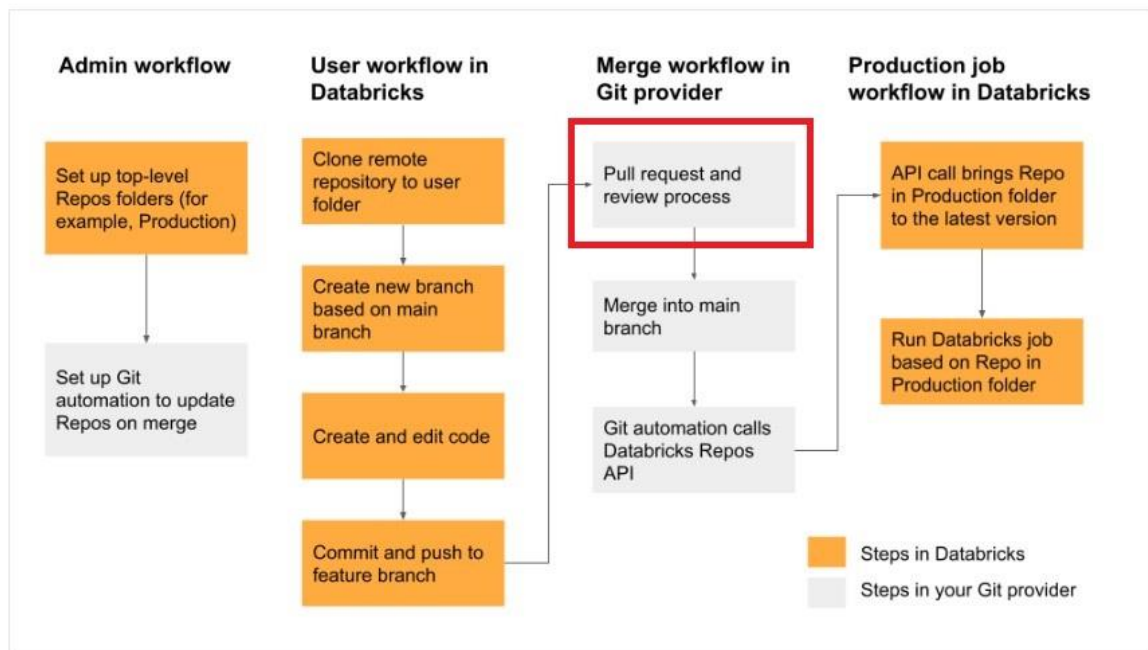 Admin workflow
Set up top-level
Repos folders (for
example, Production)
Set up Git
automation to update
Repos on merge
User workflow in
Databricks
Clone remote
repository to user
folder
Create new branch
based on main
branch
Create and edit code
Commit and push to
feature branch
Merge workflow in
Git provider
Pull request and
review process
Merge into main
branch
Git automation calls
Databricks Repos
API
Production job
workflow in Databricks
API call brings Repo
in Production folder
to the latest version
Run Databricks job
based on Repo in
Production folder
Steps in Databricks
Steps in your Git provider